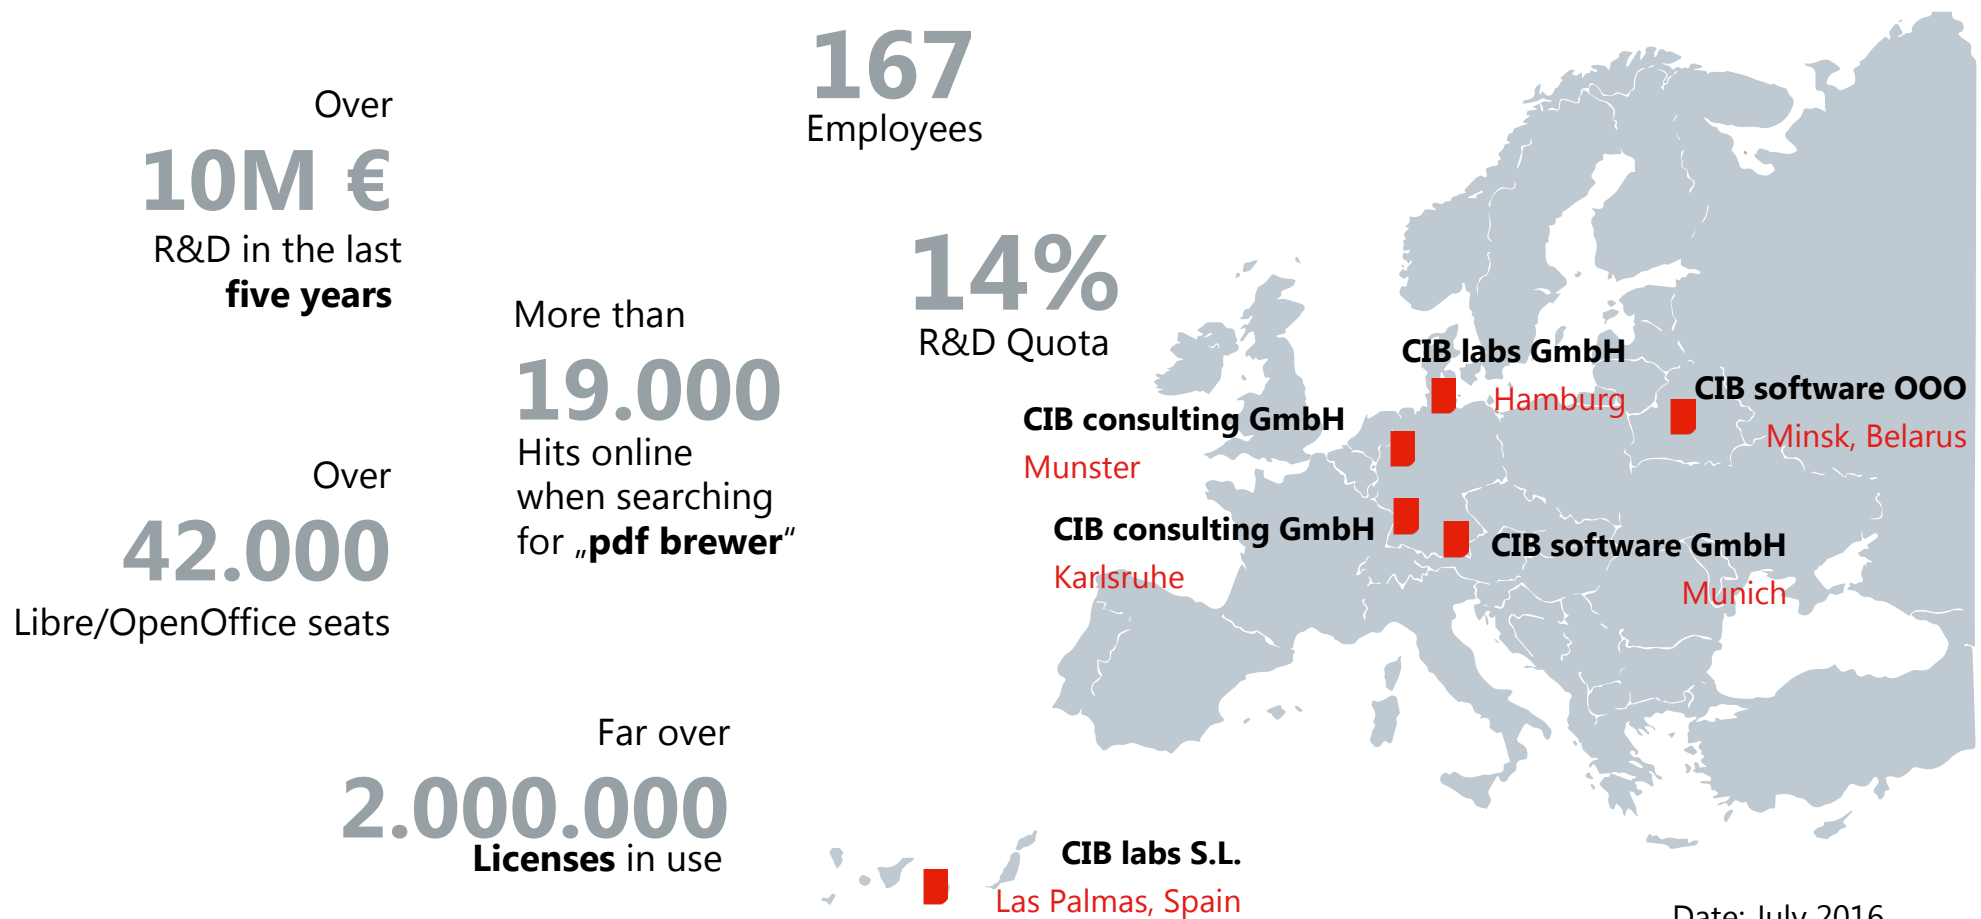 167
Employees
Over
10M €
R&D in the last
five years
14%
R&D Quota
More than
19.000
Hits online
when searching
for „pdf brewer“
Over
42.000
Libre/OpenOffice seats
Far over
2.000.000
Licenses in use
CIB labs GmbH
Hamburg
CIB software OOO
Minsk, Belarus
CIB consulting GmbH
Munster
CIB consulting GmbH
Karlsruhe
CIB software GmbH
Munich
CIB labs S.L.
Las Palmas, Spain
Date: July 2016